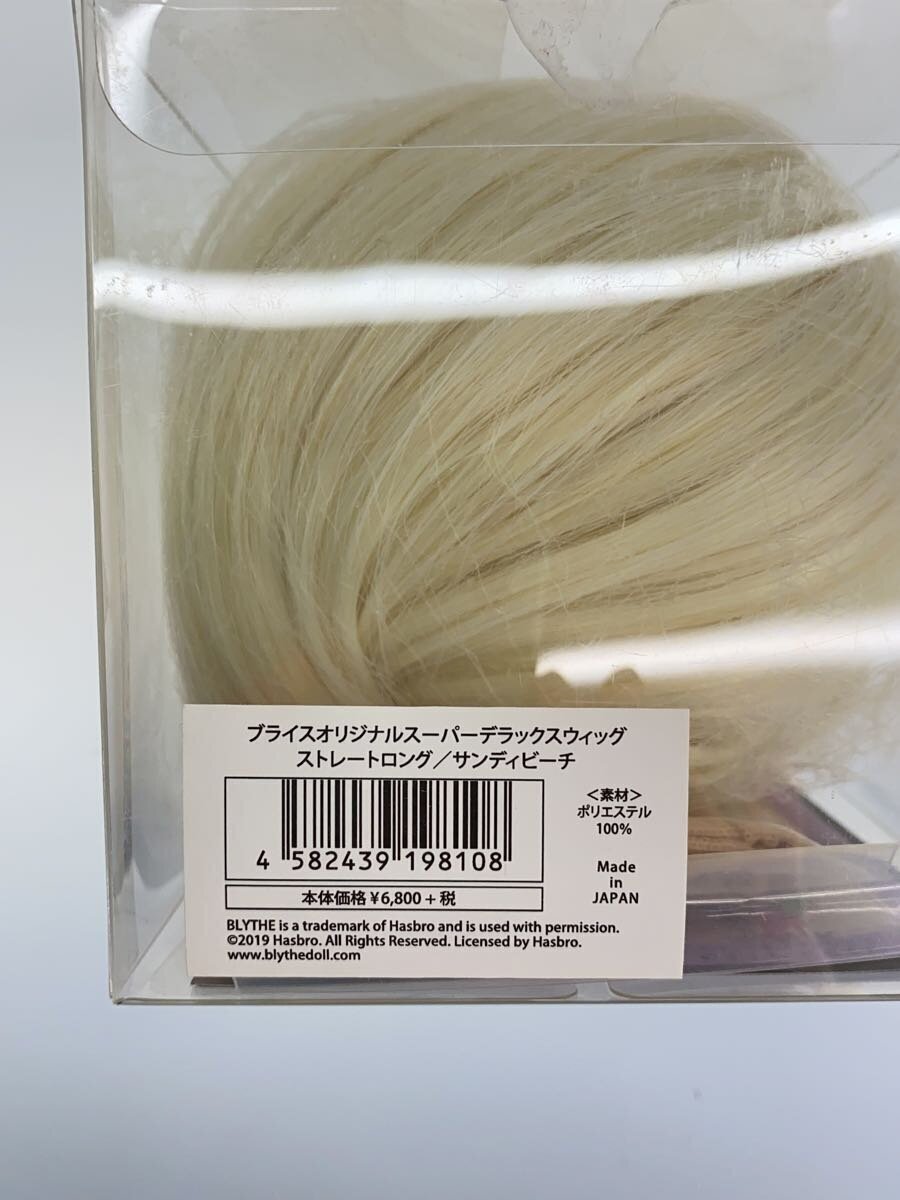 ブライスオリジナルスーパーデラックスウィッグ
ストレートロング／サンディビーチ
＜素材＞
ポリエステル
100%
4 582439 198108
Made
in
JAPAN
本体価格 ¥6,800 + 税
BLYTHE is a trademark of Hasbro and is used with permission.
©2019 Hasbro. All Rights Reserved. Licensed by Hasbro.
www.blythedoll.com